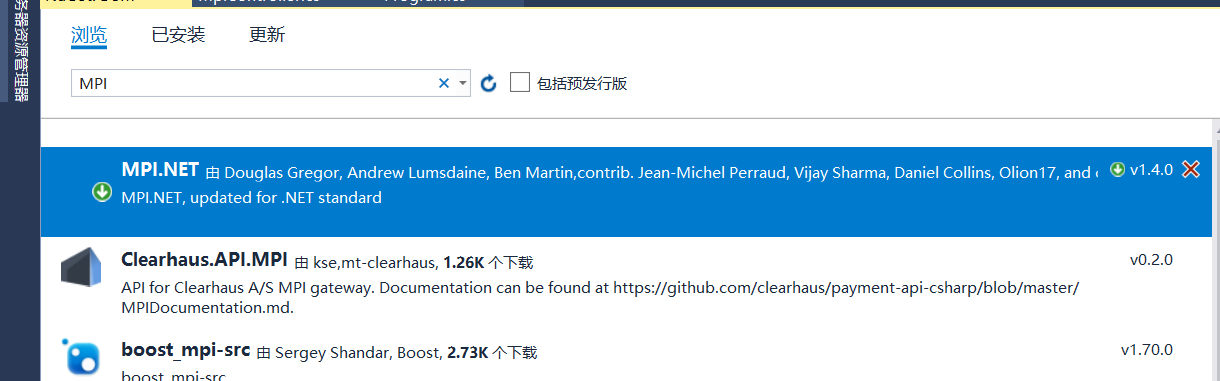 务器资源管理器
浏览 已安装 更新
MPI 包括预发行版
MPI.NET 由 Douglas Gregor, Andrew Lumsdaine, Ben Martin,contrib. Jean-Michel Perraud, Vijay Sharma, Daniel Collins, Olion17, and v1.4.0
MPI.NET, updated for .NET standard
Clearhaus.API.MPI 由 kse,mt-clearhaus, 1.26K 个下载 v0.2.0
API for Clearhaus A/S MPI gateway. Documentation can be found at https://github.com/clearhaus/payment-api-csharp/blob/master/
MPIDocumentation.md.
boost_mpi-src 由 Sergey Shandar, Boost, 2.73K 个下载 v1.70.0
boost_mpi-src